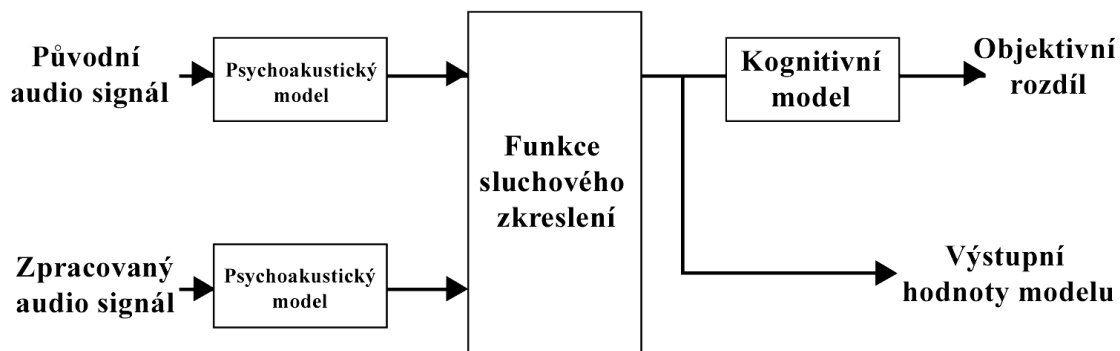 Původní
audio signál
Psychoakustický
model
Funkce
sluchového
zkreslení
Kognitivní
model
Objektivní
rozdíl
Zpracovaný
audio signál
Psychoakustický
model
Výstupní
hodnoty modelu